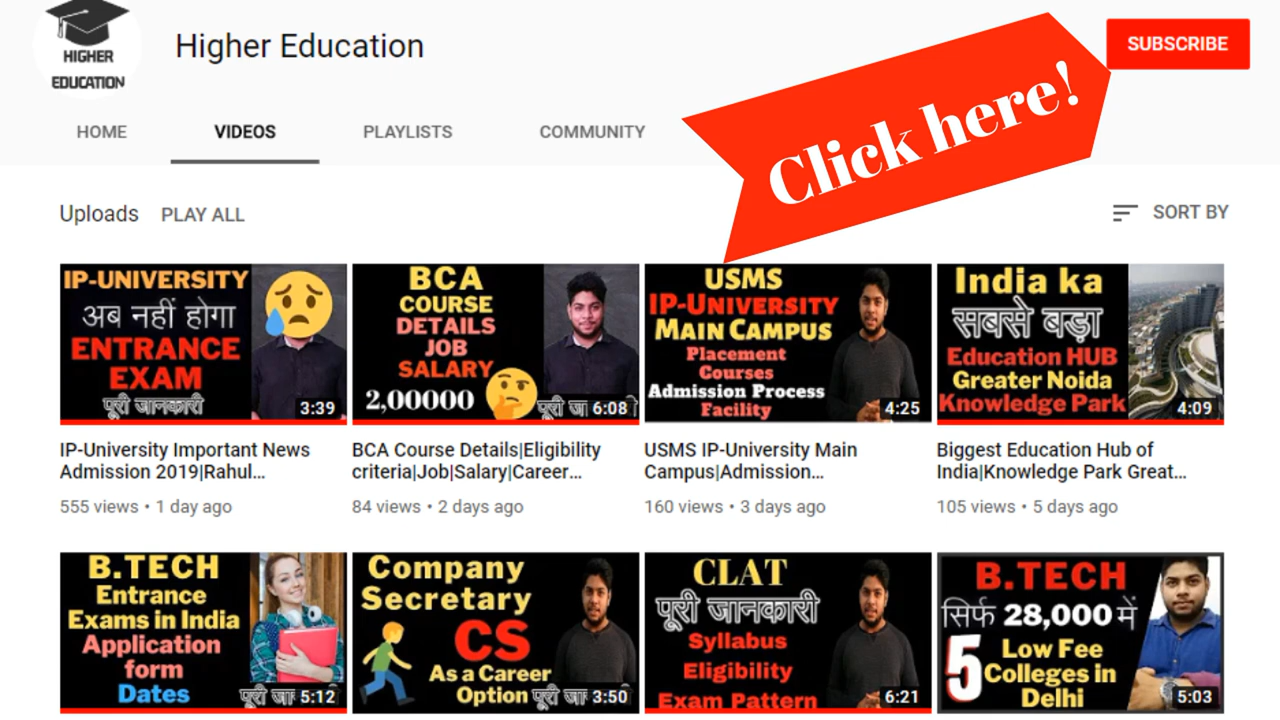 HIGHER
EDUCATION
Higher Education
SUBSCRIBE
Click here!
HOME
VIDEOS
PLAYLISTS
COMMUNITY
Uploads
PLAY ALL
SORT BY
IP-UNIVERSITY
अब नहीं होगा
ENTRANCE
EXAM
पूरी जानकारी
3:39
BCA
COURSE
DETAILS
JOB
SALARY
2,00000
पूरी
6:08
USMS
IP-UNIVERSITY
MAIN CAMPUS
Placement
Courses
Admission Process
Facility
4:25
India ka
सबसे बड़ा
Education HUB
Greater Noida
Knowledge Park
4:09
IP-University Important News
Admission 2019|Rahul...
555 views • 1 day ago
BCA Course Details|Eligibility
criteria|Job|Salary|Career...
84 views • 2 days ago
USMS IP-University Main
Campus|Admission...
160 views • 3 days ago
Biggest Education Hub of
India|Knowledge Park Great...
105 views • 5 days ago
B.TECH
Entrance
Exams in India
Application
form
Dates
पूरी
5:12
Company
Secretary
CS
As a Career
Option पूरी
3:50
CLAT
पूरी जानकारी
Syllabus
Eligibility
Exam Pattern
6:21
B.TECH
सिर्फ 28,000 में
5 Low Fee
Colleges in
Delhi
5:03